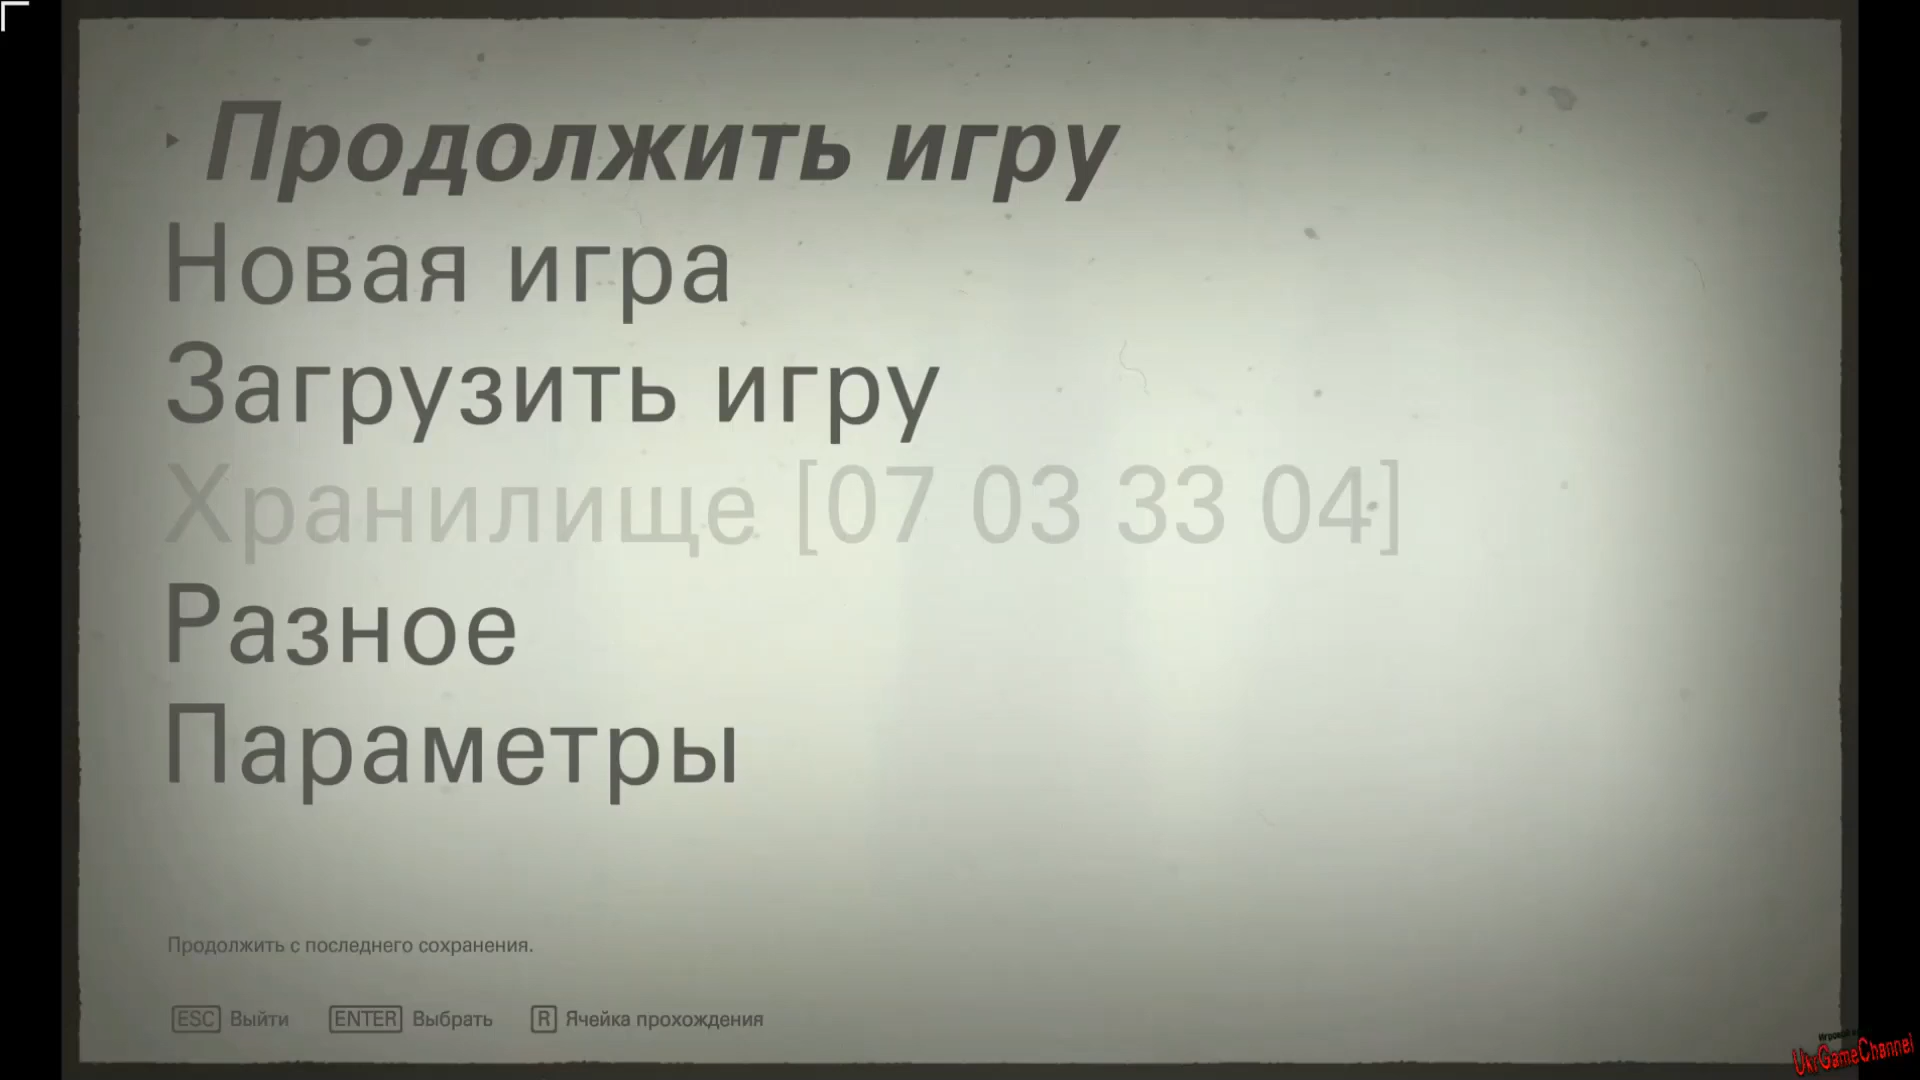 Продолжить игру
Новая игра
Загрузить игру
Хранилище [07 03 33 04]
Разное
Параметры
Продолжить с последнего сохранения.
ESC Выйти ENTER Выбрать R Ячейка прохождения
UkrGameChannel